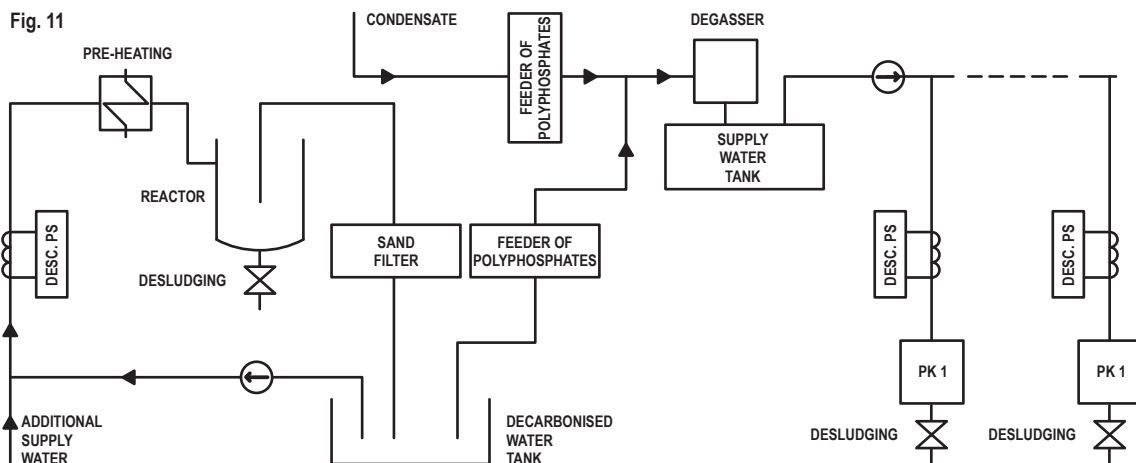 Fig. 11
CONDENSATE
DEGASSER
PRE-HEATING
FEEDER OF
POLYPHOSPHATES
SUPPLY
WATER
TANK
REACTOR
DESC. PS
SAND
FILTER
FEEDER OF
POLYPHOSPHATES
DESC. PS
DESC. PS
DESLUDGING
PK 1
PK 1
ADDITIONAL
SUPPLY
WATER
DECARBONISED
WATER
TANK
DESLUDGING
DESLUDGING